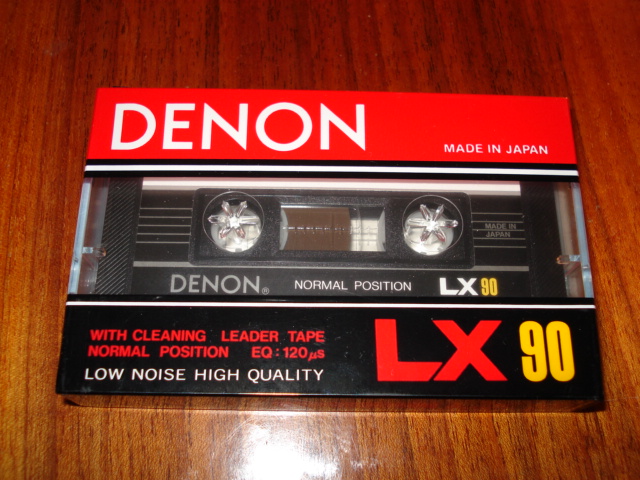 DENON
MADE IN JAPAN
MADE IN
JAPAN
DENON®
NORMAL POSITION
LX 90
WITH CLEANING LEADER TAPE
NORMAL POSITION EQ:120μs
LOW NOISE HIGH QUALITY
LX 90